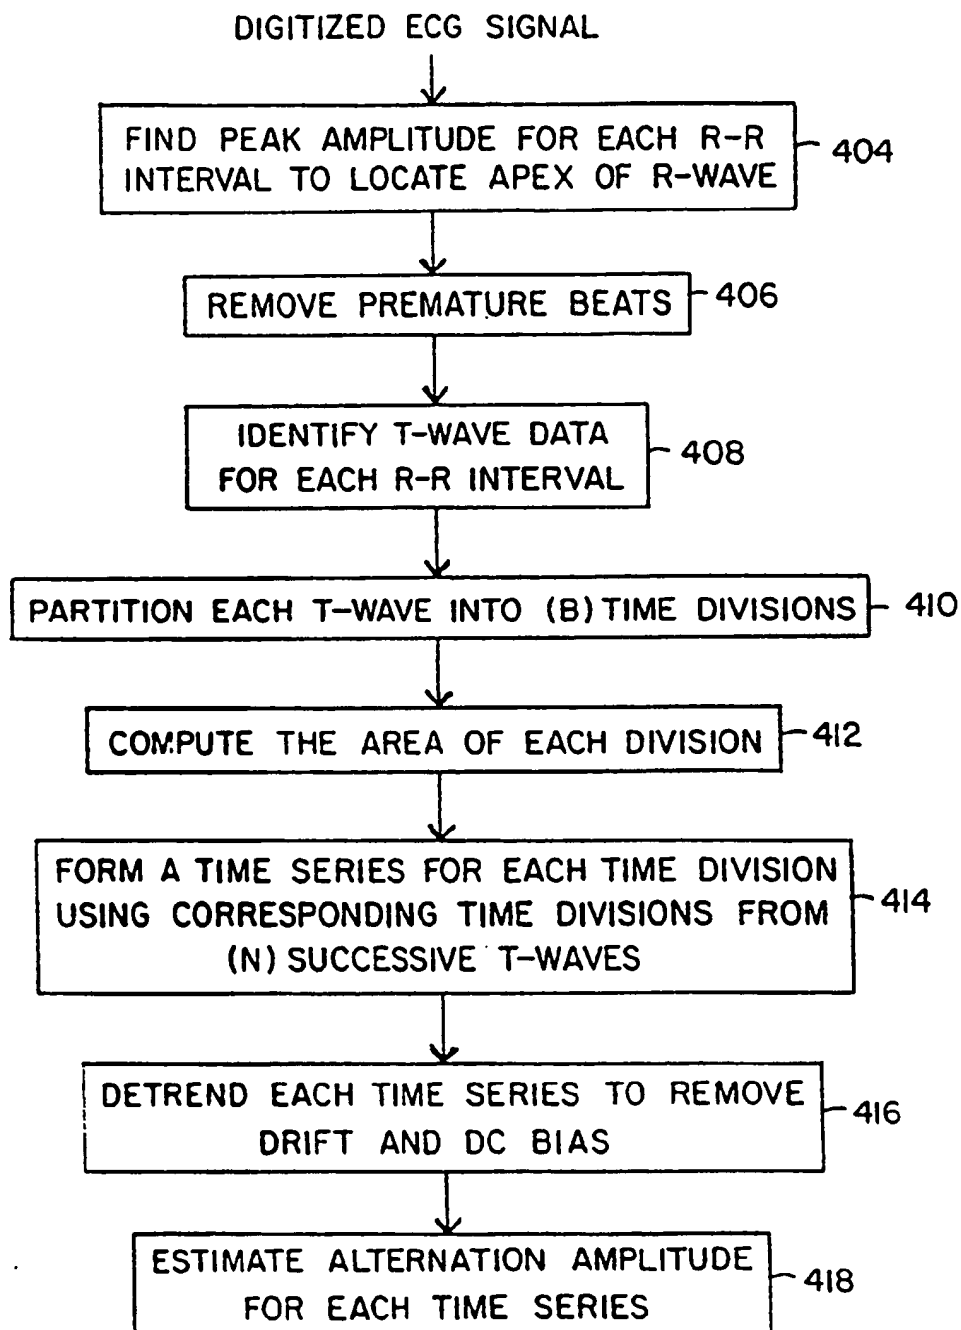 DIGITIZED ECG SIGNAL
FIND PEAK AMPLITUDE FOR EACH R-R
INTERVAL TO LOCATE APEX OF R-WAVE
404
REMOVE PREMATURE BEATS
406
IDENTIFY T-WAVE DATA
FOR EACH R-R INTERVAL
408
PARTITION EACH T-WAVE INTO (B) TIME DIVISIONS
410
COMPUTE THE AREA OF EACH DIVISION
412
FORM A TIME SERIES FOR EACH TIME DIVISION
USING CORRESPONDING TIME DIVISIONS FROM
(N) SUCCESSIVE T-WAVES
414
DETREND EACH TIME SERIES TO REMOVE
DRIFT AND DC BIAS
416
ESTIMATE ALTERNATION AMPLITUDE
FOR EACH TIME SERIES
418